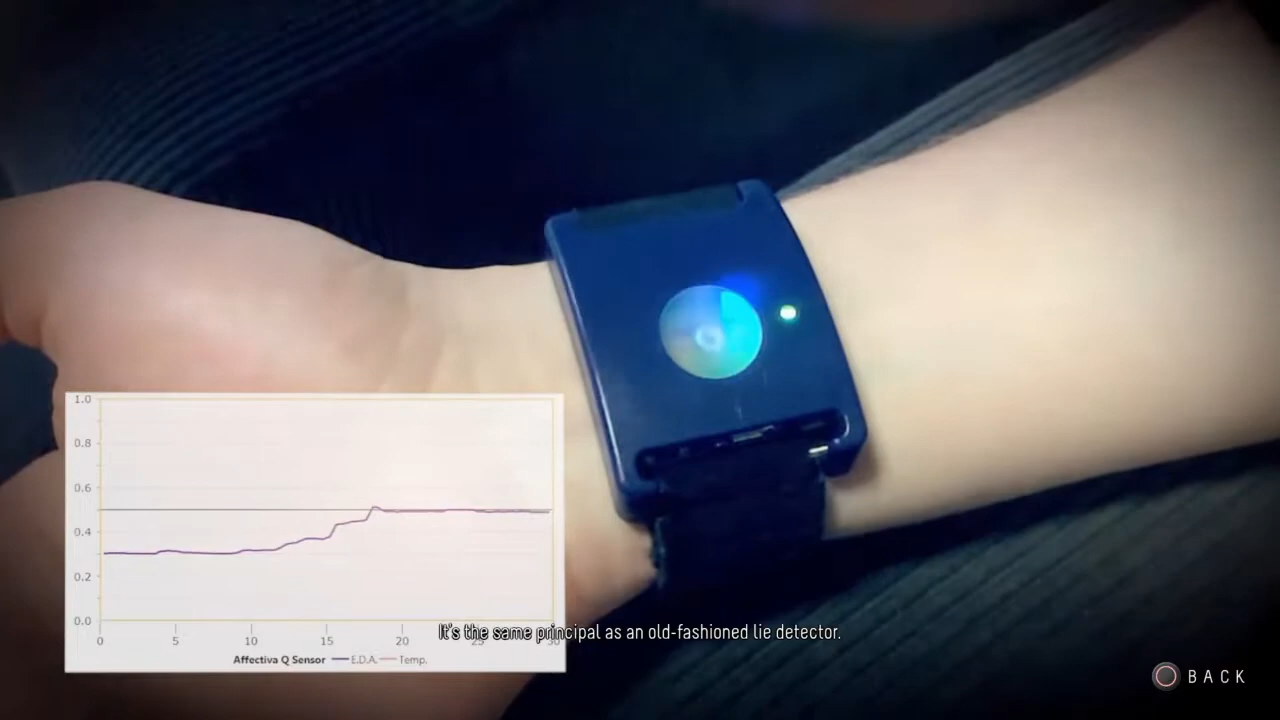 1.0
0.8
0.6
0.4
0.2
0.0
0 5 10 15 20 25 30
Affectiva Q Sensor E.D.A. Temp.
It's the same principal as an old-fashioned lie detector.
BACK